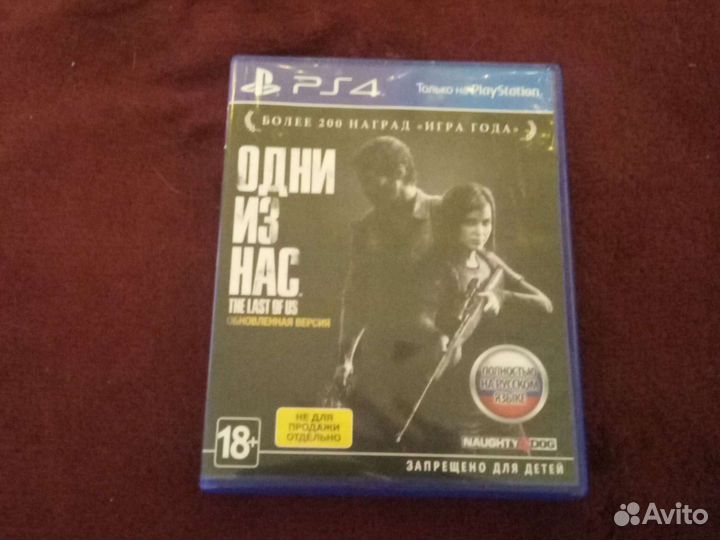 PS4
Только на PlayStation
БОЛЕЕ 200 НАГРАД «ИГРА ГОДА»
ОДНИ
ИЗ
НАС
THE LAST OF US
ОБНОВЛЕННАЯ ВЕРСИЯ
ПОЛНОСТЬЮ
НА РУССКОМ
ЯЗЫКЕ
НЕ ДЛЯ
ПРОДАЖИ
ОТДЕЛЬНО
18+
NAUGHTY DOG
ЗАПРЕЩЕНО ДЛЯ ДЕТЕЙ
Avito